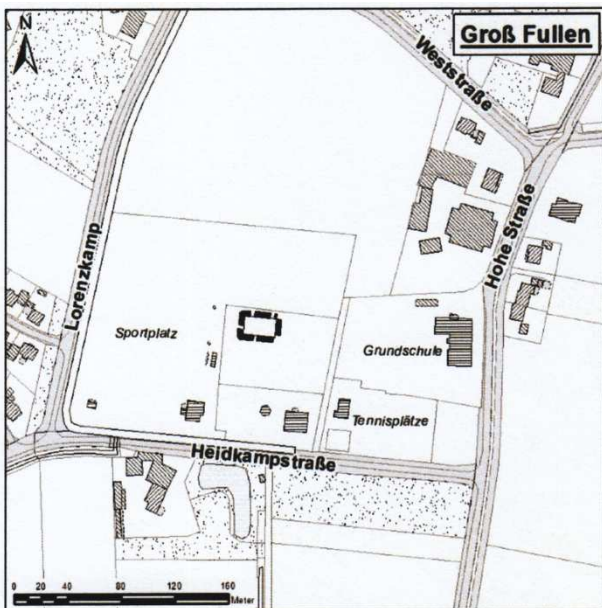 N
Groß Fullen
Weststraße
Hohe Straße
Lorenzkamp
Sportplatz
Grundschule
Tennisplätze
Heidkampstraße
0 20 40 80 120 160
Meter